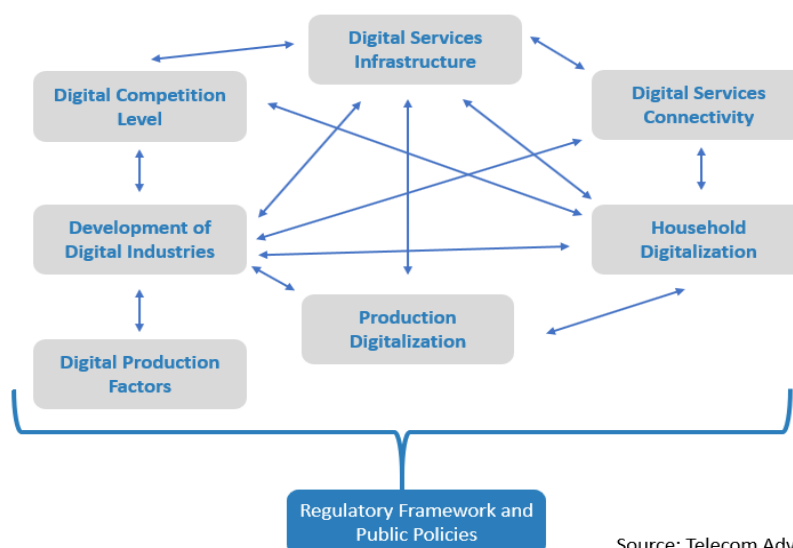 Digital Services
Infrastructure
Digital Competition
Level
Digital Services
Connectivity
Development of
Digital Industries
Household
Digitalization
Production
Digitalization
Digital Production
Factors
Regulatory Framework and
Public Policies
Source: Telecom Adv